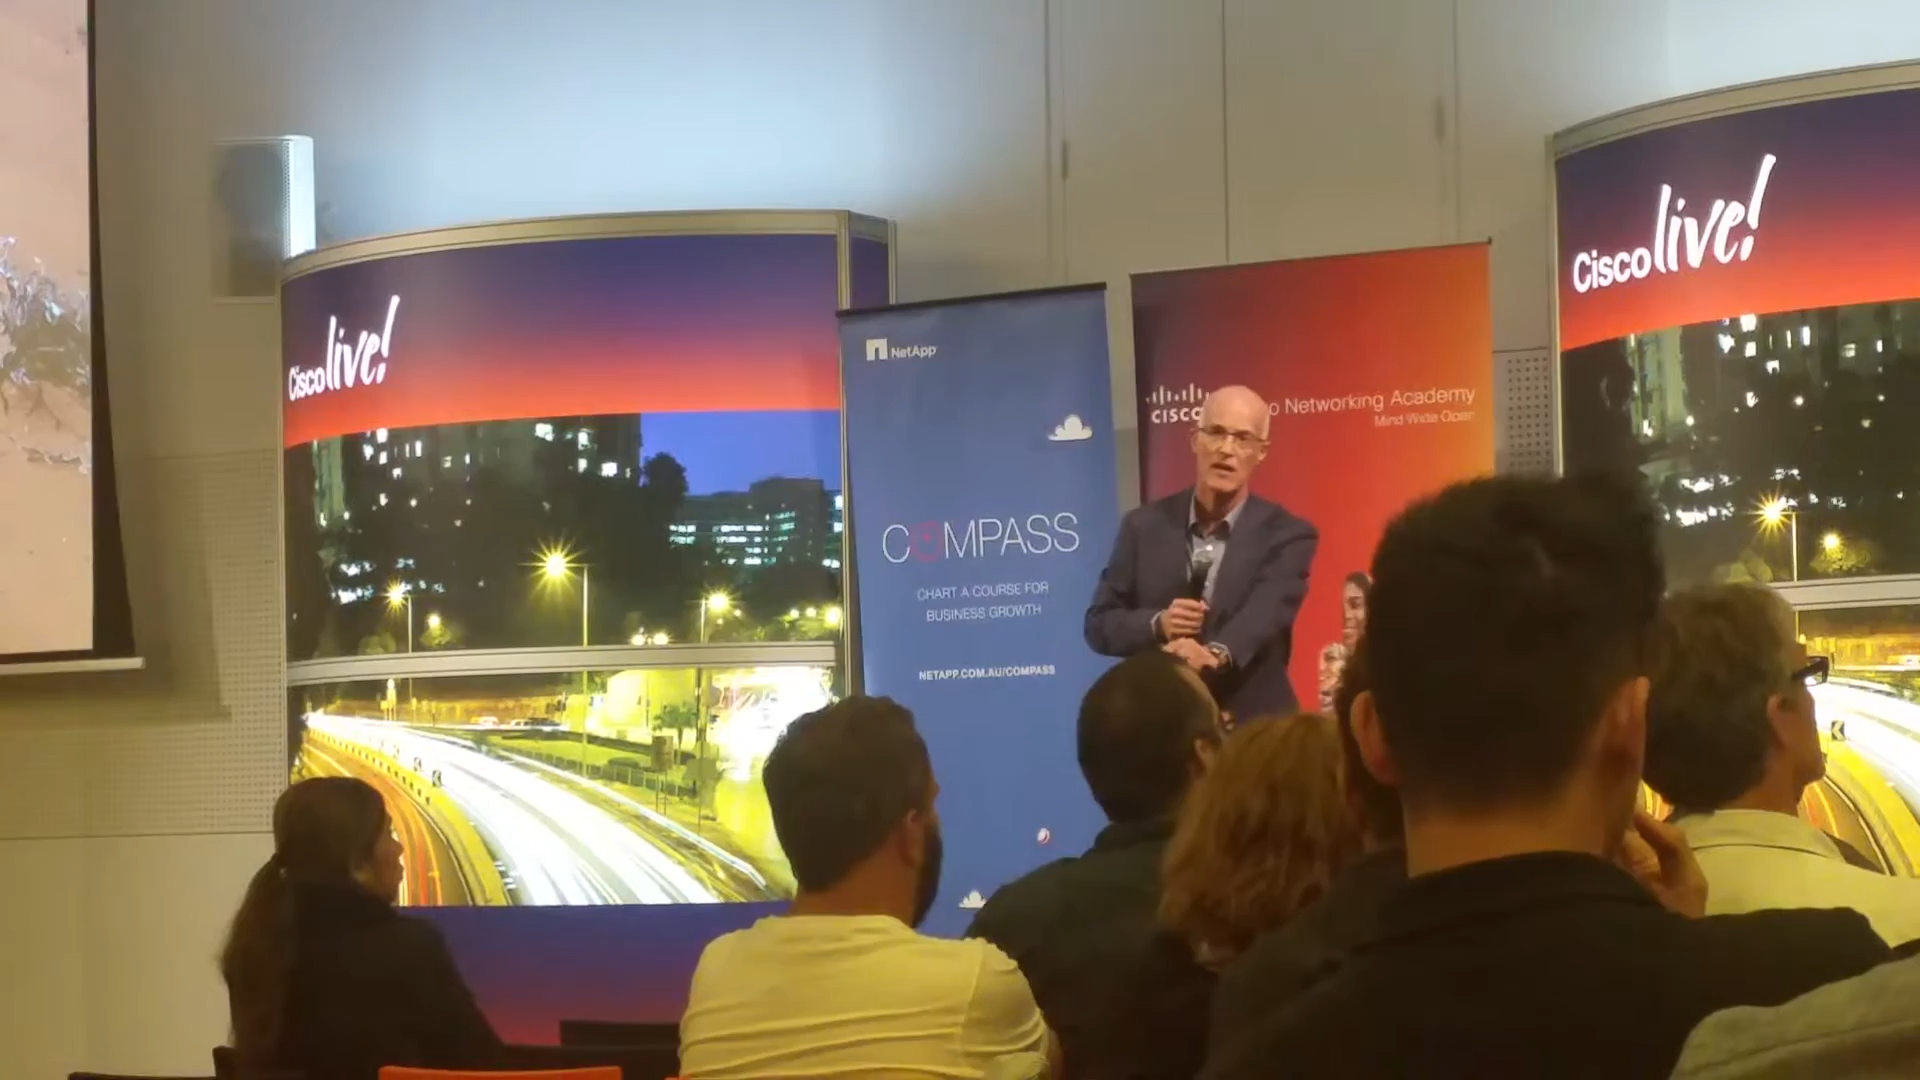 Cisco live!
NetApp
COMPASS
CHART A COURSE FOR
BUSINESS GROWTH
NETAPP.COM.AU/COMPASS
CISCO
Networking Academy
Mind Wide Open
Cisco live!